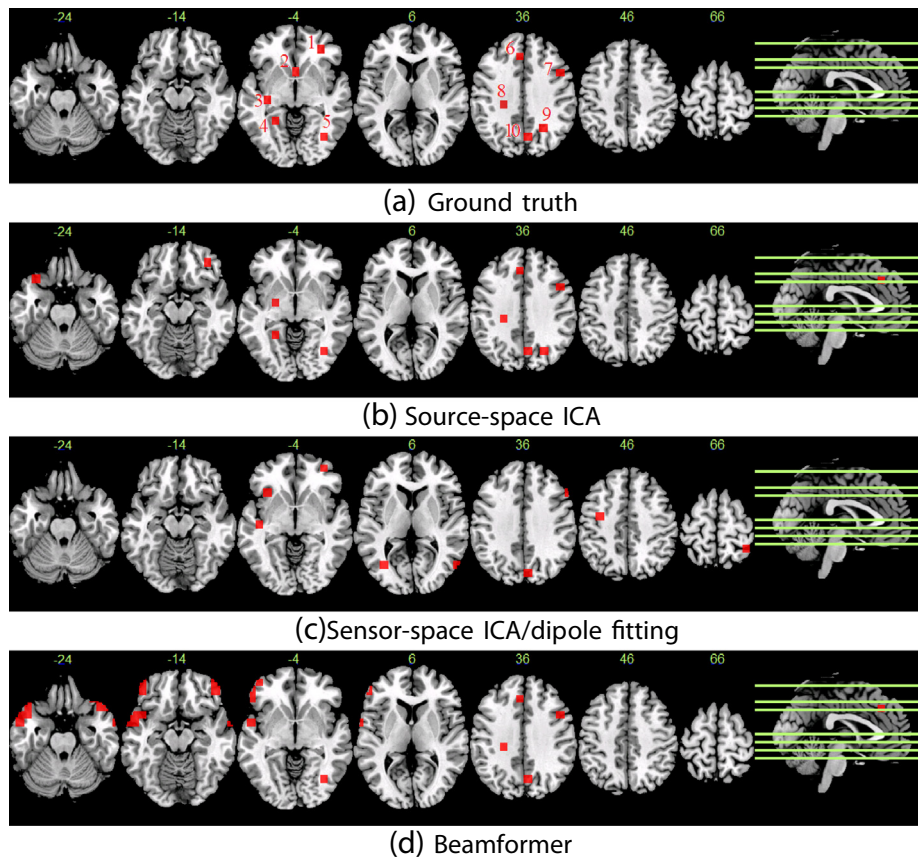 -24 -14 -4 6 36 46 66
1
2
3
4
5
6
7
8
9
10
(a) Ground truth
-24 -14 -4 6 36 46 66
(b) Source-space ICA
-24 -14 -4 6 36 46 66
(c)Sensor-space ICA/dipole fitting
-24 -14 -4 6 36 46 66
(d) Beamformer